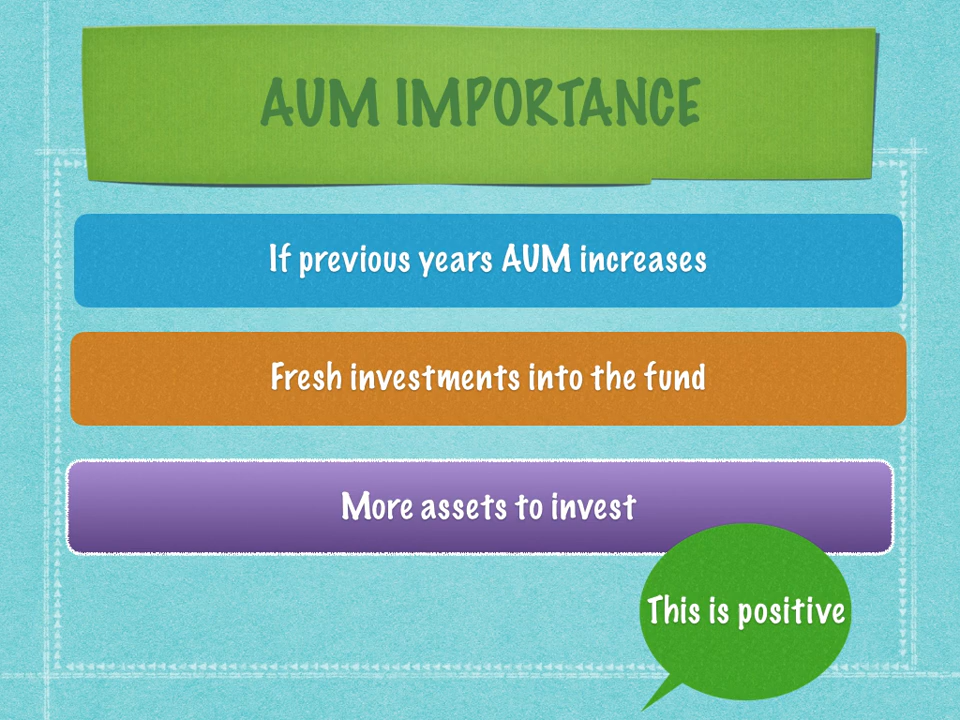 AUM IMPORTANCE
If previous years AUM increases
Fresh investments into the fund
More assets to invest
This is positive